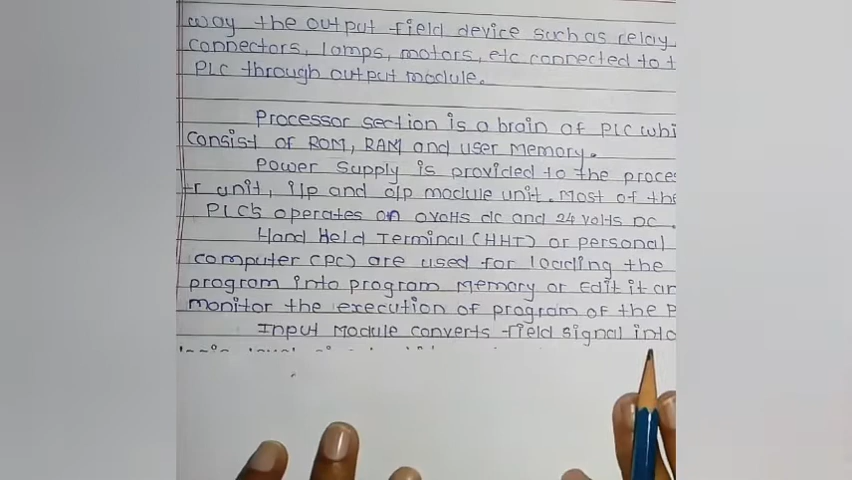 way the output field device such as relay,
connectors, lamps, motors, etc connected to t
PLC through output module.
Processor section is a brain of PLC whi
consist of ROM, RAM and user memory.
Power supply is provided to the proces
-r unit, i/p and o/p module unit. Most of the
PLC's operates on 0volts dc and 24 volts DC.
Hand Held Terminal (HHT) or personal
computer (PC) are used for loading the
program into program memory or Edit it an
monitor the execution of program of the P
Input Module converts field signal into